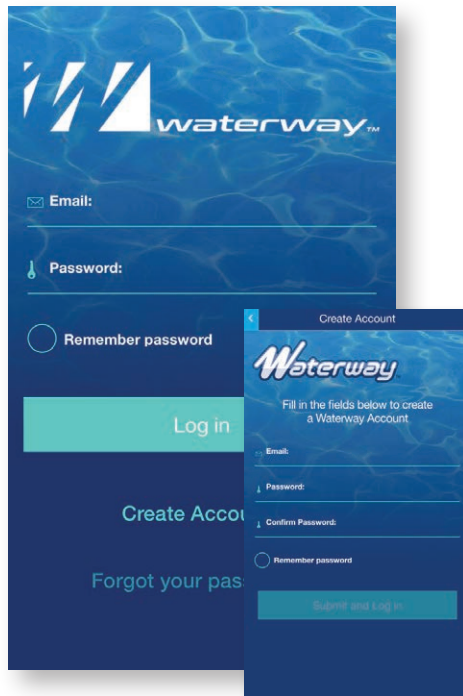 waterway™
Email:
Password:
Remember password
Log in
Create Accou
Forgot your pas
Create Account
Waterway
Fill in the fields below to create
a Waterway Account
Email:
Password:
Confirm Password:
Remember password
Submit and Log in